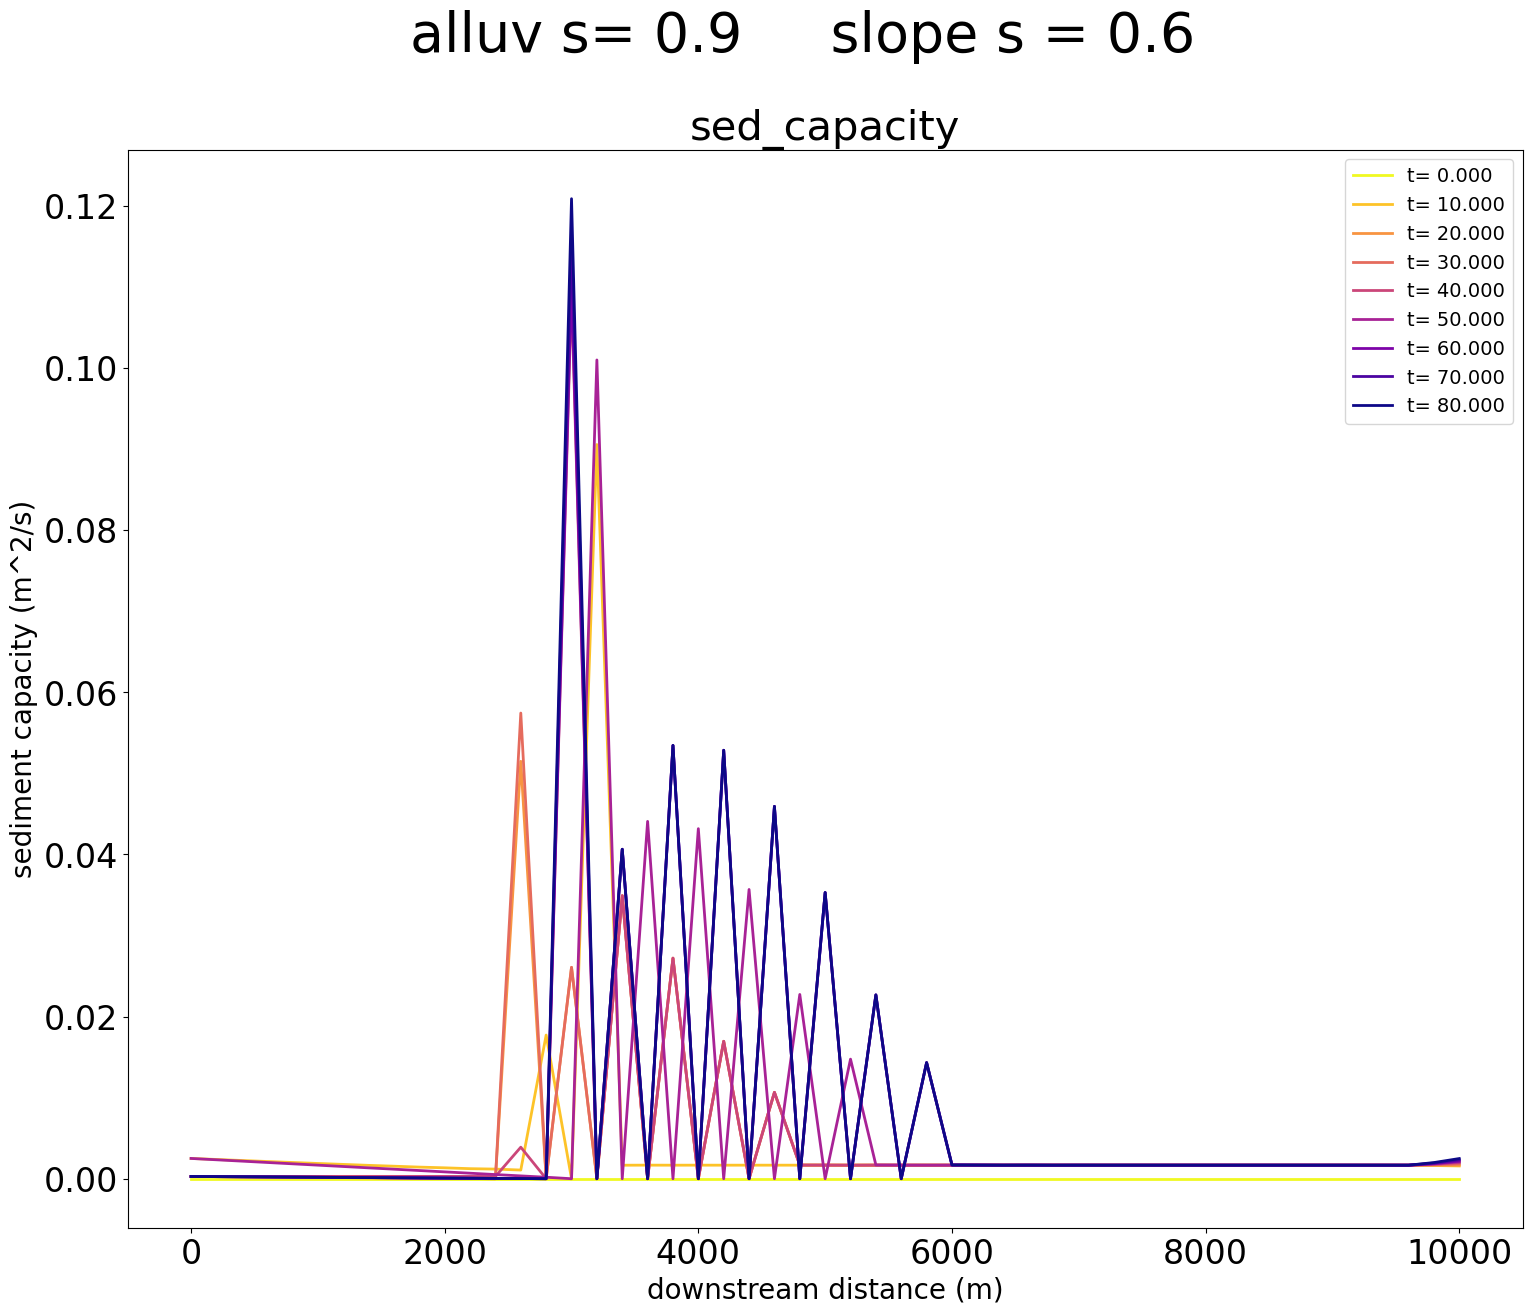 alluv s= 0.9 slope s = 0.6
sed_capacity
t= 0.000
t= 10.000
t= 20.000
t= 30.000
t= 40.000
t= 50.000
t= 60.000
t= 70.000
t= 80.000
sediment capacity (m^2/s)
0.12
0.10
0.08
0.06
0.04
0.02
0.00
0 2000 4000 6000 8000 10000
downstream distance (m)